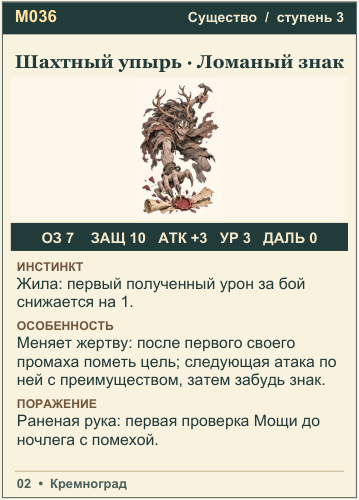 M036
Существо / ступень 3
Шахтный упырь · Ломаный знак
ОЗ 7 ЗАЩ 10 АТК +3 УР 3 ДАЛЬ 0
ИНСТИНКТ
Жила: первый полученный урон за бой
снижается на 1.
ОСОБЕННОСТЬ
Меняет жертву: после первого своего
промаха пометь цель; следующая атака по
ней с преимуществом, затем забудь знак.
ПОРАЖЕНИЕ
Раненая рука: первая проверка Мощи до
ночлега с помехой.
02 • Кремноград